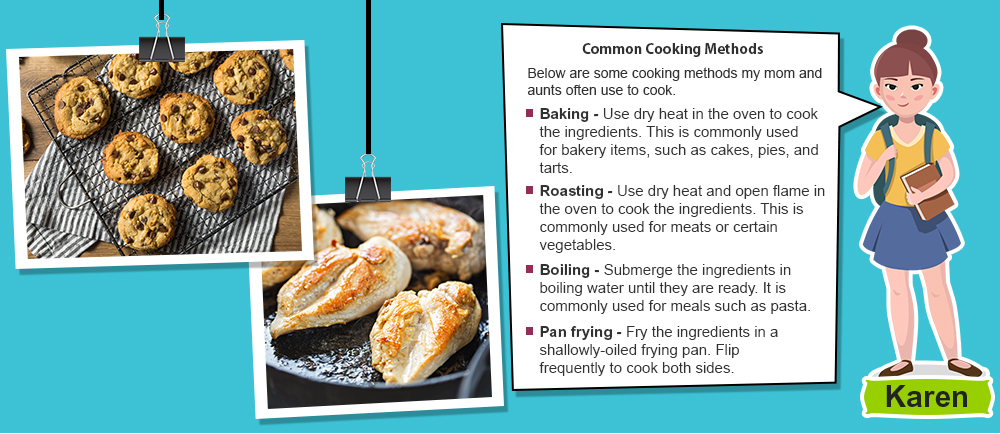 Common Cooking Methods
Below are some cooking methods my mom and
aunts often use to cook.
Baking - Use dry heat in the oven to cook
the ingredients. This is commonly used
for bakery items, such as cakes, pies, and
tarts.
Roasting - Use dry heat and open flame in
the oven to cook the ingredients. This is
commonly used for meats or certain
vegetables.
Boiling - Submerge the ingredients in
boiling water until they are ready. It is
commonly used for meals such as pasta.
Pan frying - Fry the ingredients in a
shallowly-oiled frying pan. Flip
frequently to cook both sides.
Karen